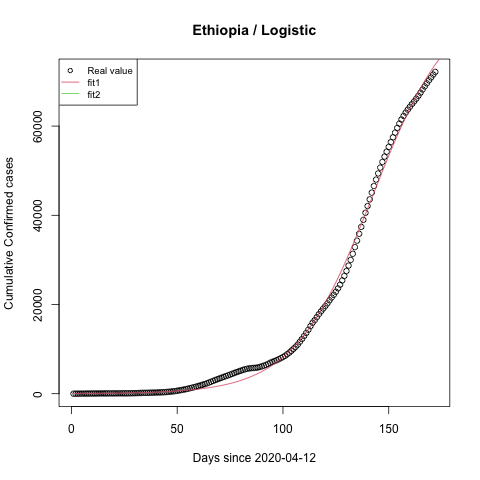 Ethiopia / Logistic
Real value
fit1
fit2
Cumulative Confirmed cases
60000
40000
20000
0
0 50 100 150
Days since 2020-04-12